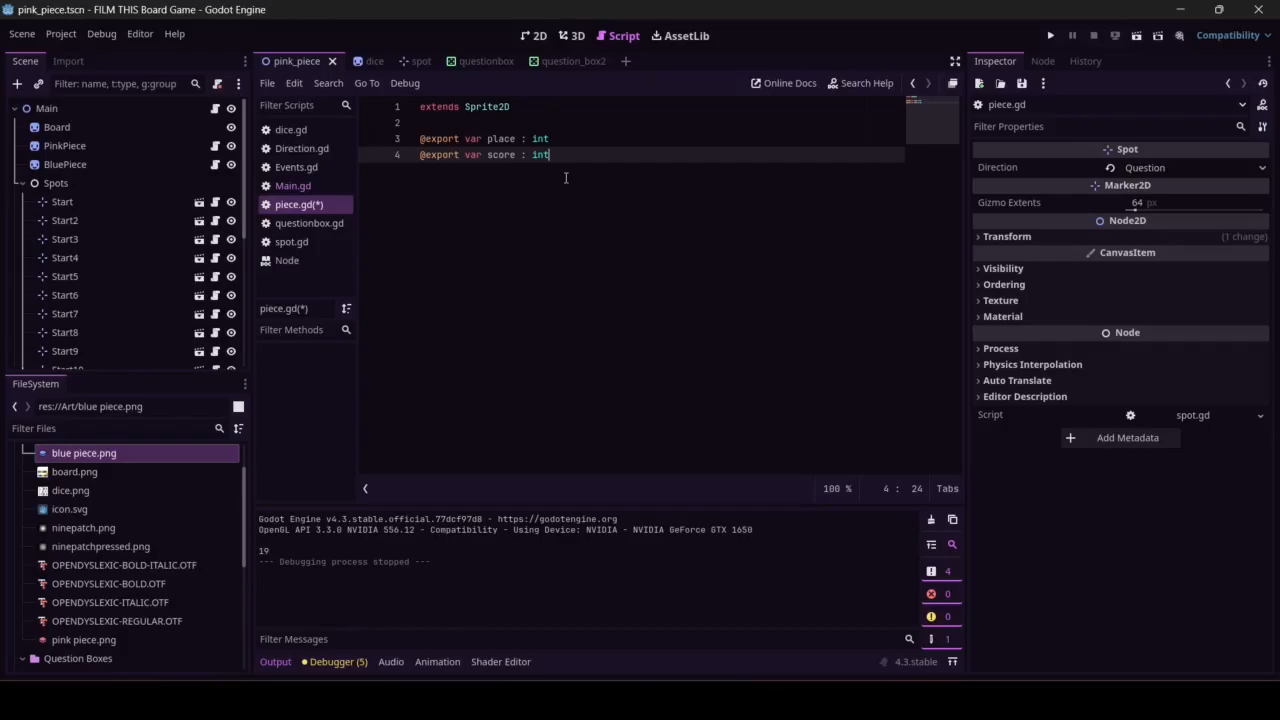 pink_piece.tscn - FILM THIS Board Game - Godot Engine
Scene Project Debug Editor Help
2D 3D Script AssetLib
Compatibility
Scene Import
Filter: name, t:type, g:group
Main
Board
PinkPiece
BluePiece
Spots
Start
Start2
Start3
Start4
Start5
Start6
Start7
Start8
Start9
Start10
FileSystem
res://Art/blue piece.png
Filter Files
blue piece.png
board.png
dice.png
icon.svg
ninepatch.png
ninepatchpressed.png
OPENDYSLEXIC-BOLD-ITALIC.OTF
OPENDYSLEXIC-BOLD.OTF
OPENDYSLEXIC-ITALIC.OTF
OPENDYSLEXIC-REGULAR.OTF
pink piece.png
Question Boxes
pink_piece dice spot questionbox question_box2
File Edit Search Go To Debug
Online Docs Search Help
Filter Scripts
dice.gd
Direction.gd
Events.gd
Main.gd
piece.gd(*)
questionbox.gd
spot.gd
Node
piece.gd(*)
Filter Methods
1 extends Sprite2D
2
3 @export var place : int
4 @export var score : int
100 % 4 : 24 Tabs
Godot Engine v4.3.stable.official.77dcf97d8 - https://godotengine.org
OpenGL API 3.3.0 NVIDIA 556.12 - Compatibility - Using Device: NVIDIA - NVIDIA GeForce GTX 1650
19
--- Debugging process stopped ---
4
0
0
1
Filter Messages
Output Debugger (5) Audio Animation Shader Editor
4.3.stable
Inspector Node History
piece.gd
Filter Properties
Spot
Direction Question
Marker2D
Gizmo Extents 64 px
Node2D
Transform (1 change)
CanvasItem
Visibility
Ordering
Texture
Material
Node
Process
Physics Interpolation
Auto Translate
Editor Description
Script spot.gd
Add Metadata